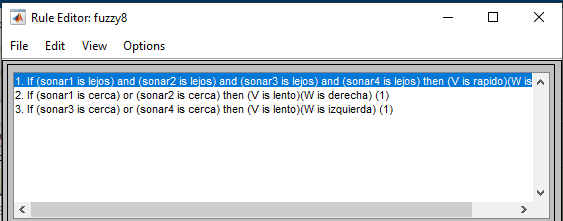 Rule Editor: fuzzy8
File Edit View Options
1. If (sonar1 is lejos) and (sonar2 is lejos) and (sonar3 is lejos) and (sonar4 is lejos) then (V is rapido)(W is
2. If (sonar1 is cerca) or (sonar2 is cerca) then (V is lento)(W is derecha) (1)
3. If (sonar3 is cerca) or (sonar4 is cerca) then (V is lento)(W is izquierda) (1)